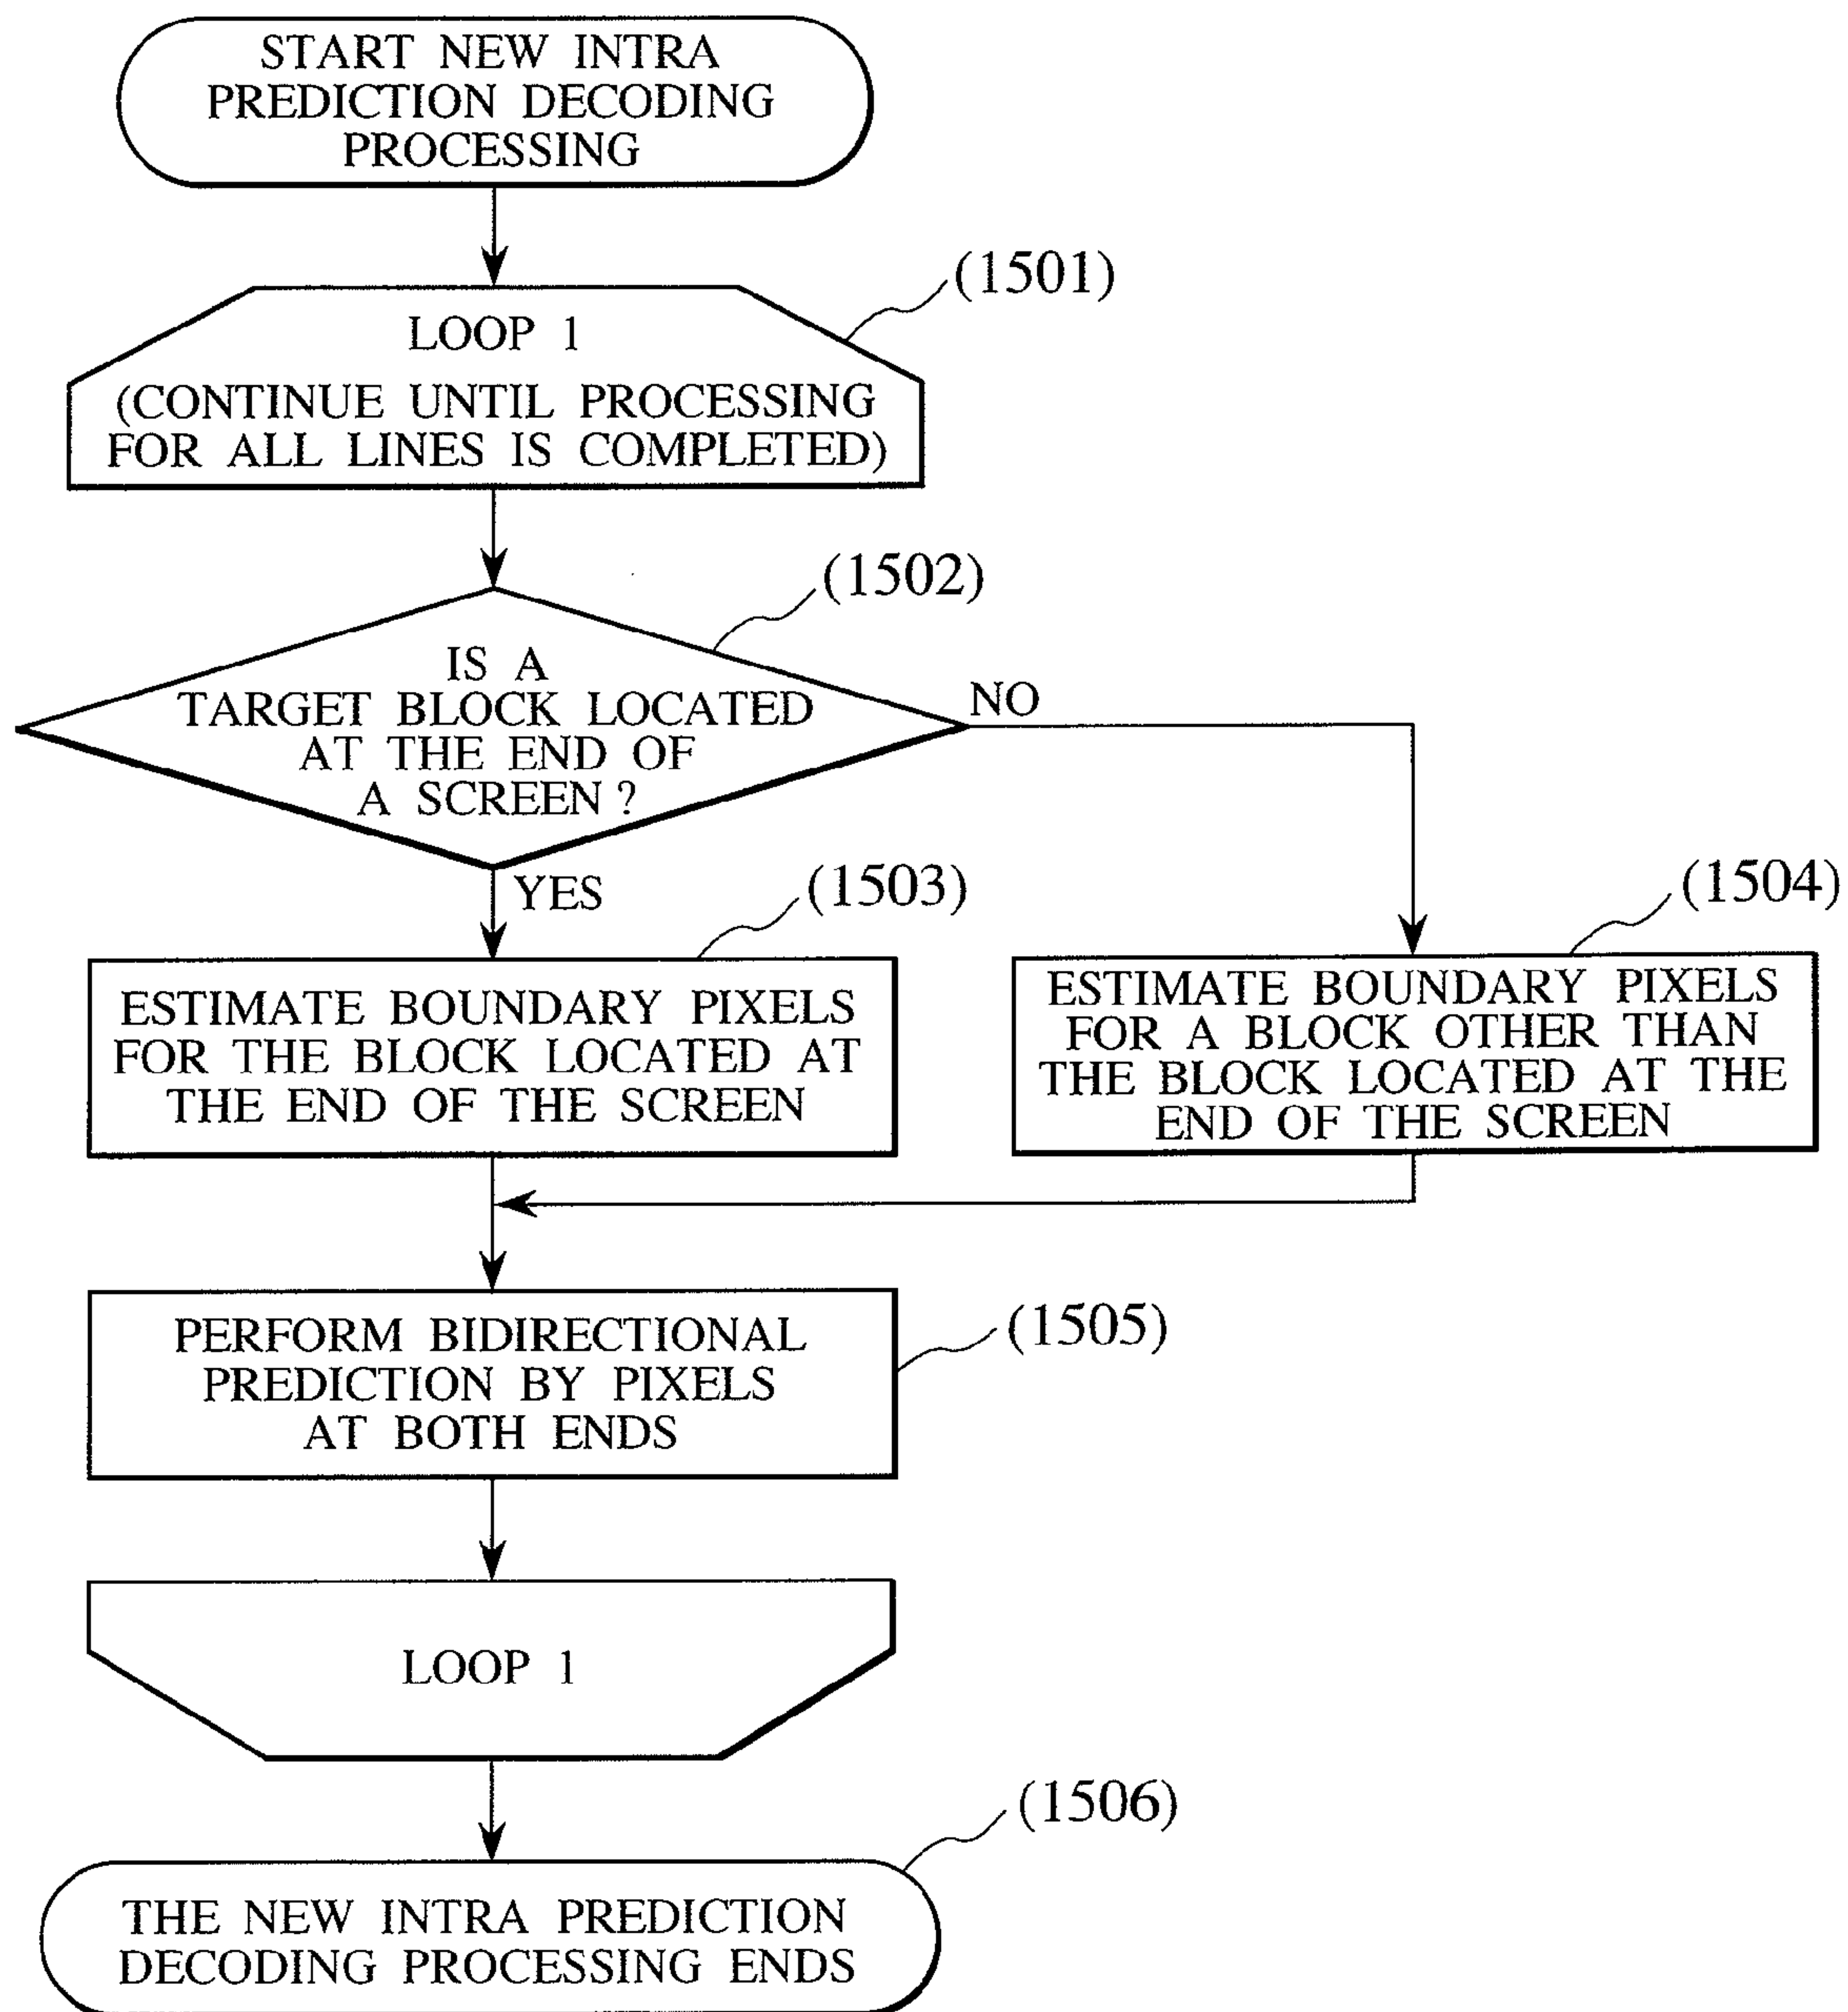 START NEW INTRA
PREDICTION DECODING
PROCESSING
(1501)
LOOP 1
(CONTINUE UNTIL PROCESSING
FOR ALL LINES IS COMPLETED)
(1502)
IS A
TARGET BLOCK LOCATED
AT THE END OF
A SCREEN?
NO
YES
(1503)
(1504)
ESTIMATE BOUNDARY PIXELS
FOR THE BLOCK LOCATED AT
THE END OF THE SCREEN
ESTIMATE BOUNDARY PIXELS
FOR A BLOCK OTHER THAN
THE BLOCK LOCATED AT THE
END OF THE SCREEN
PERFORM BIDIRECTIONAL
PREDICTION BY PIXELS
AT BOTH ENDS
(1505)
LOOP 1
(1506)
THE NEW INTRA PREDICTION
DECODING PROCESSING ENDS